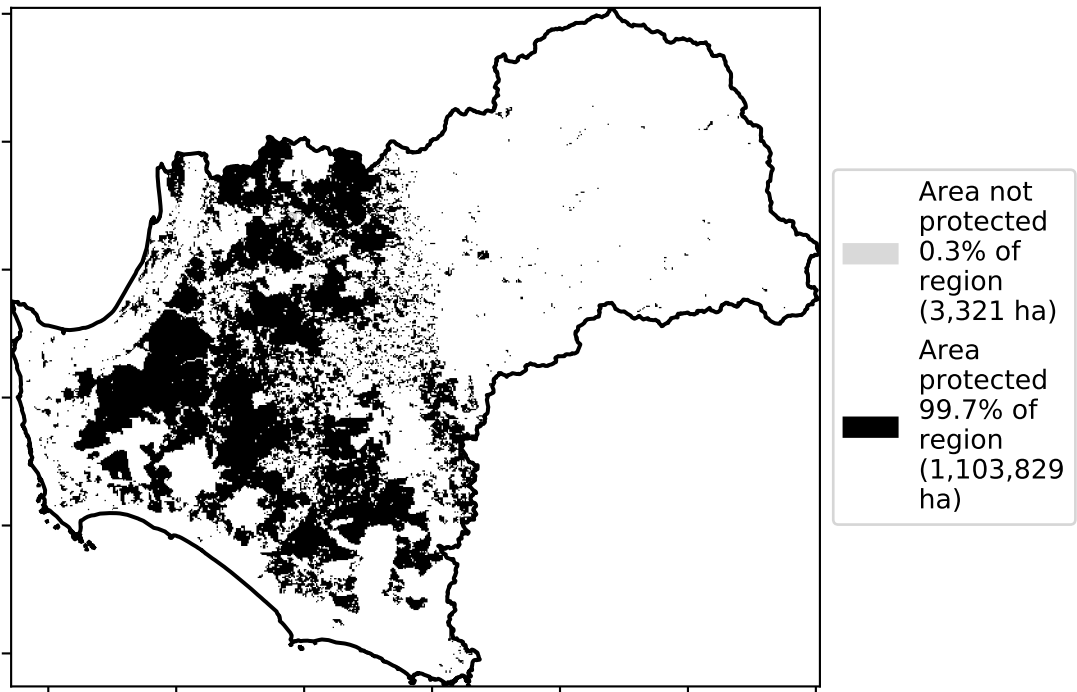 Area not
protected
0.3% of
region
(3,321 ha)
Area
protected
99.7% of
region
(1,103,829
ha)